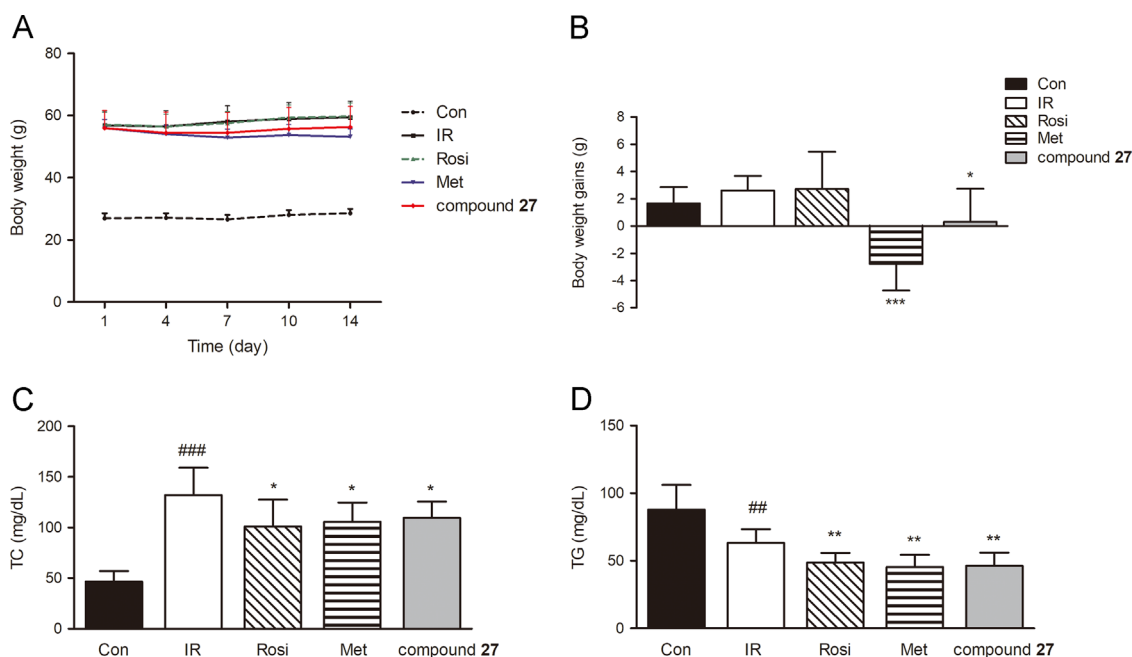 A
Body weight (g)
80
60
40
20
0
1 4 7 10 14
Time (day)
Con
IR
Rosi
Met
compound 27
B
Body weight gains (g)
8
6
4
2
0
-2
-4
-6
***
*
Con
IR
Rosi
Met
compound 27
C
TC (mg/dL)
200
150
100
50
0
###
* * *
Con IR Rosi Met compound 27
D
TG (mg/dL)
150
100
50
0
##
** ** **
Con IR Rosi Met compound 27